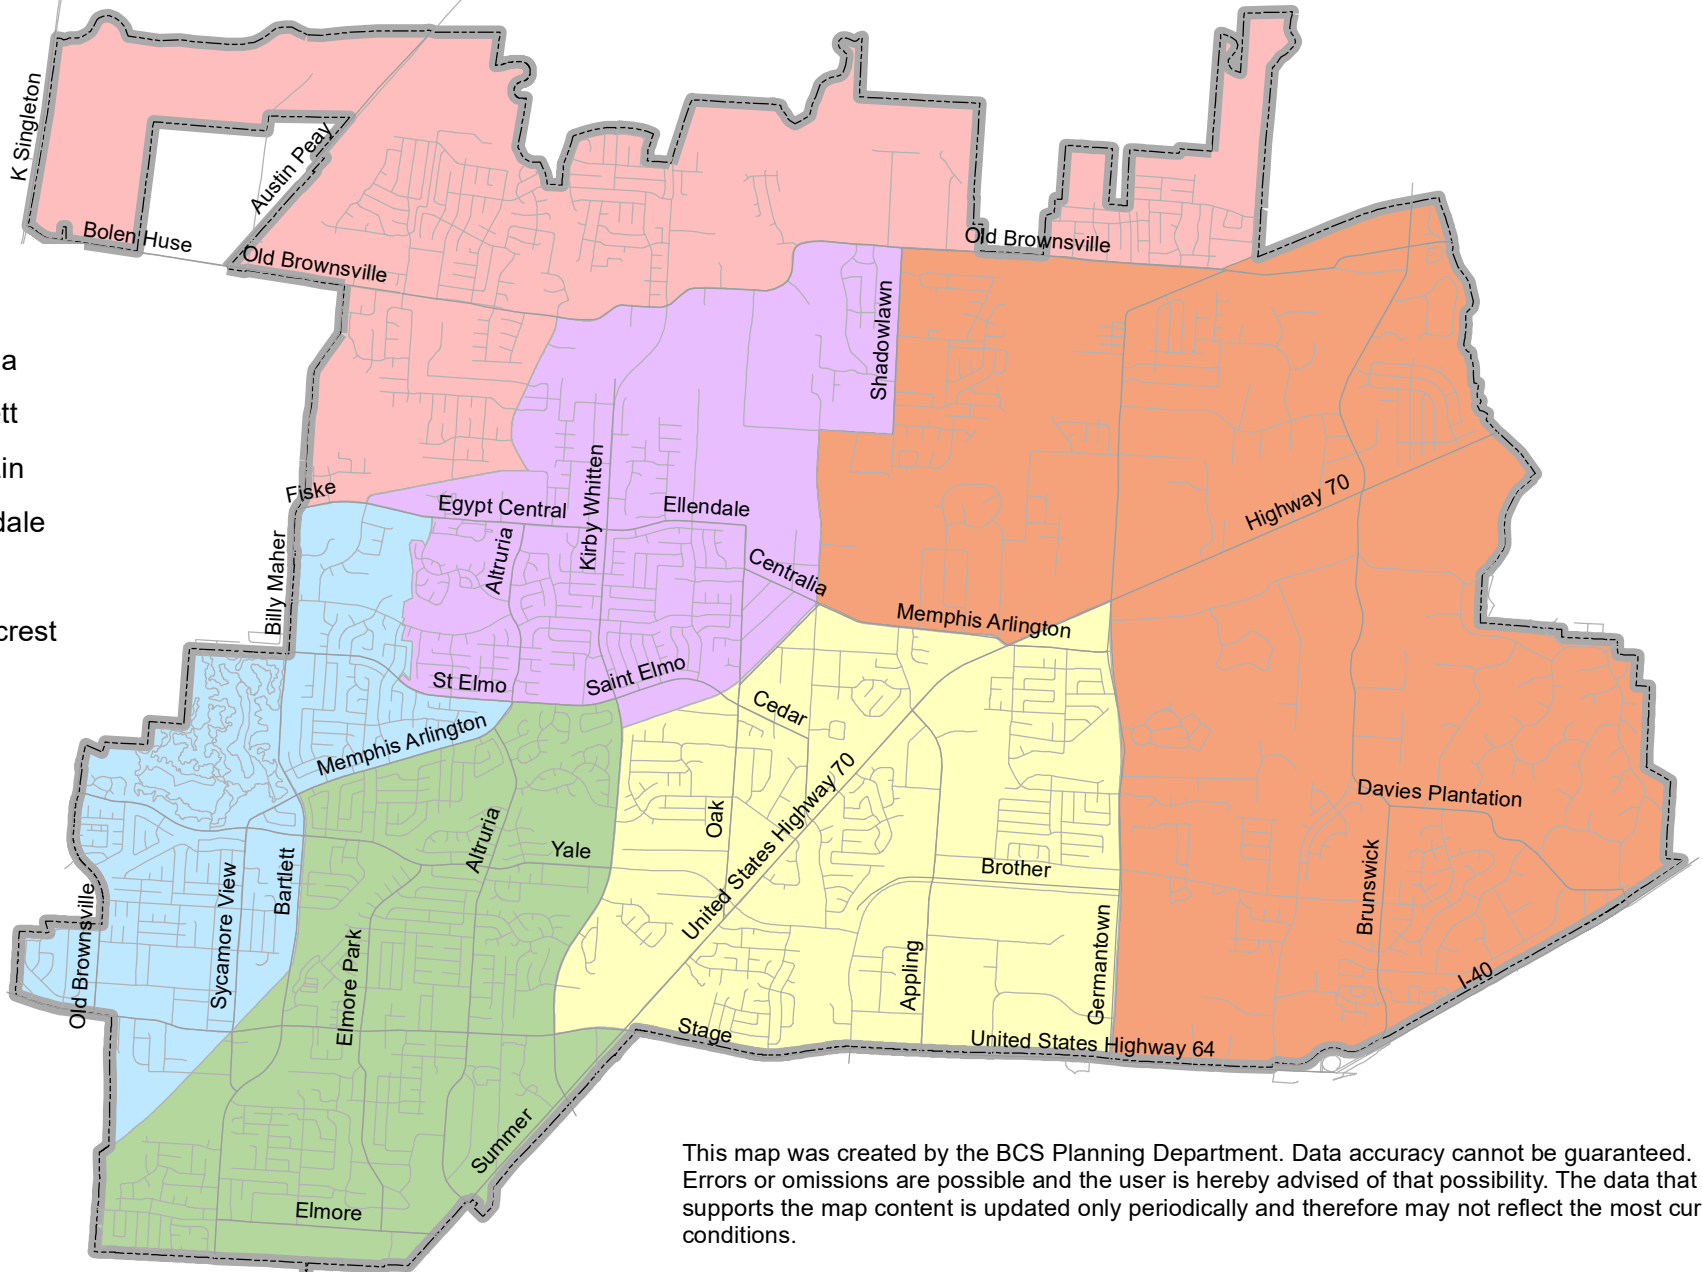 K Singleton
Austin Peay
Bolen Huse
Old Brownsville
Old Brownsville
Shadowlawn
a
tt
in
dale
crest
Fiske
Egypt Central
Ellendale
Kirby Whitten
Altruria
Centralia
Highway 70
Billy Maher
Memphis Arlington
St Elmo
Saint Elmo
Cedar
Memphis Arlington
United States Highway 70
Oak
Altruria
Yale
Davies Plantation
Brother
Brunswick
Bartlett
Sycamore View
Old Brownsville
Elmore Park
Appling
Germantown
I-40
Stage
United States Highway 64
Summer
Elmore
This map was created by the BCS Planning Department. Data accuracy cannot be guaranteed.
Errors or omissions are possible and the user is hereby advised of that possibility. The data that
supports the map content is updated only periodically and therefore may not reflect the most cur
conditions.